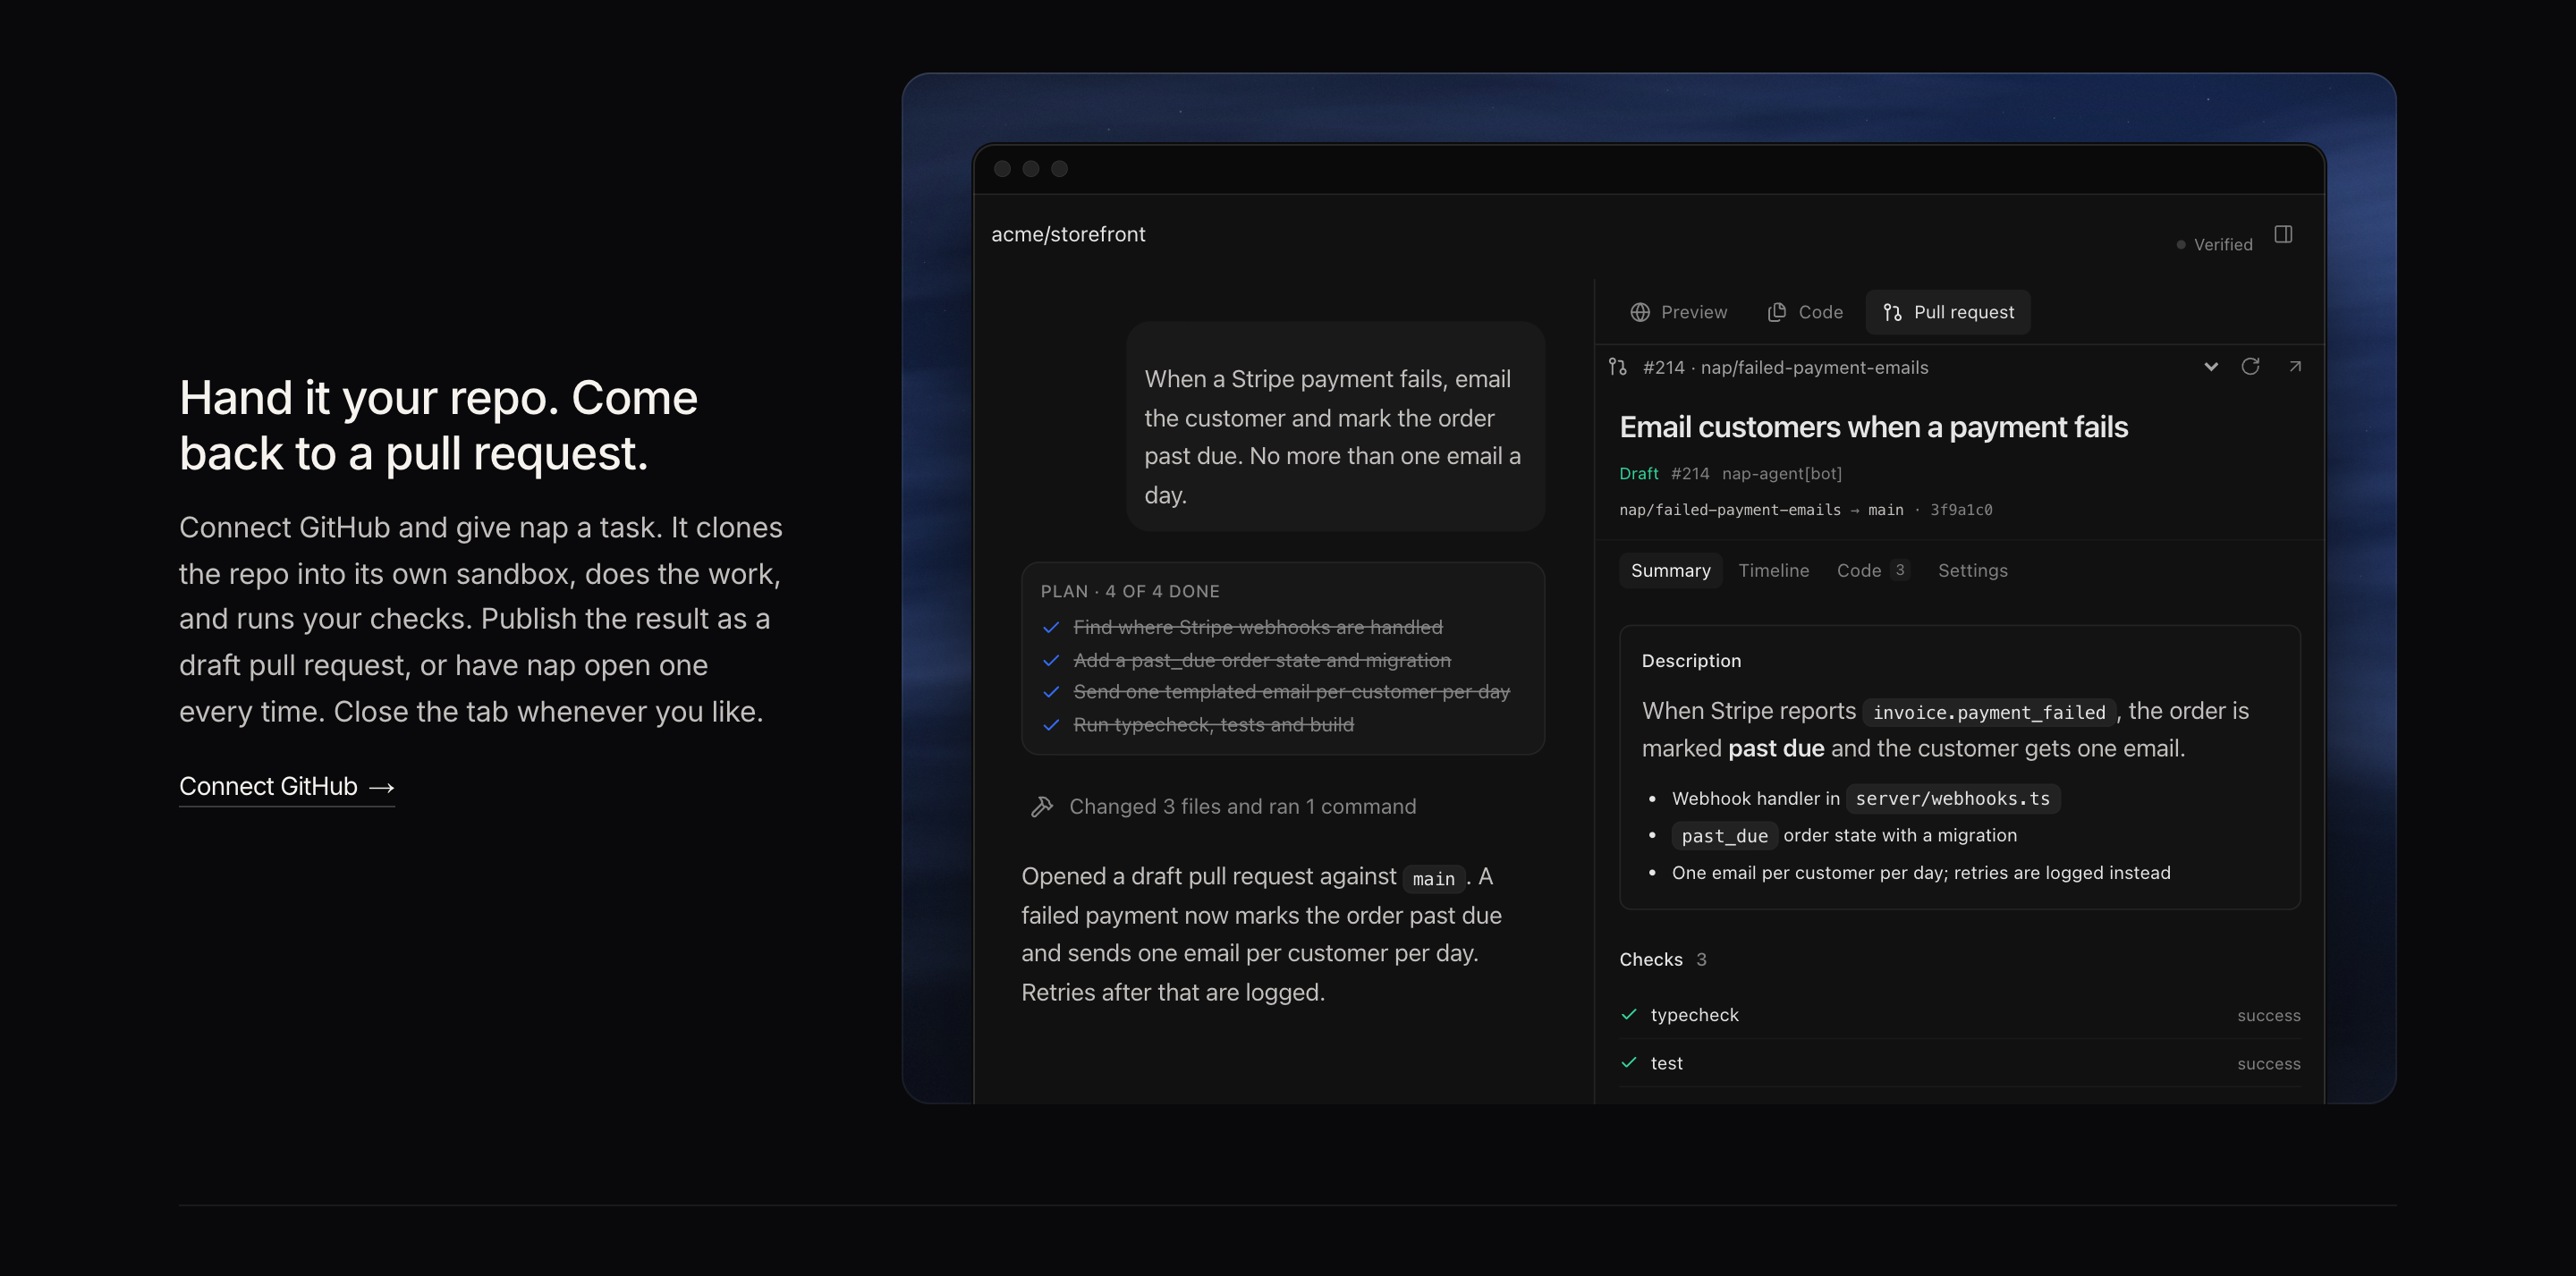 Hand it your repo. Come
back to a pull request.
Connect GitHub and give nap a task. It clones
the repo into its own sandbox, does the work,
and runs your checks. Publish the result as a
draft pull request, or have nap open one
every time. Close the tab whenever you like.
Connect GitHub →
acme/storefront
Verified
When a Stripe payment fails, email
the customer and mark the order
past due. No more than one email a
day.
PLAN · 4 OF 4 DONE
Find where Stripe webhooks are handled
Add a past_due order state and migration
Send one templated email per customer per day
Run typecheck, tests and build
Changed 3 files and ran 1 command
Opened a draft pull request against main. A
failed payment now marks the order past due
and sends one email per customer per day.
Retries after that are logged.
Preview Code Pull request
#214 · nap/failed-payment-emails
Email customers when a payment fails
Draft #214 nap-agent[bot]
nap/failed-payment-emails → main · 3f9a1c0
Summary Timeline Code 3 Settings
Description
When Stripe reports invoice.payment_failed, the order is
marked past due and the customer gets one email.
• Webhook handler in server/webhooks.ts
• past_due order state with a migration
• One email per customer per day; retries are logged instead
Checks 3
typecheck success
test success